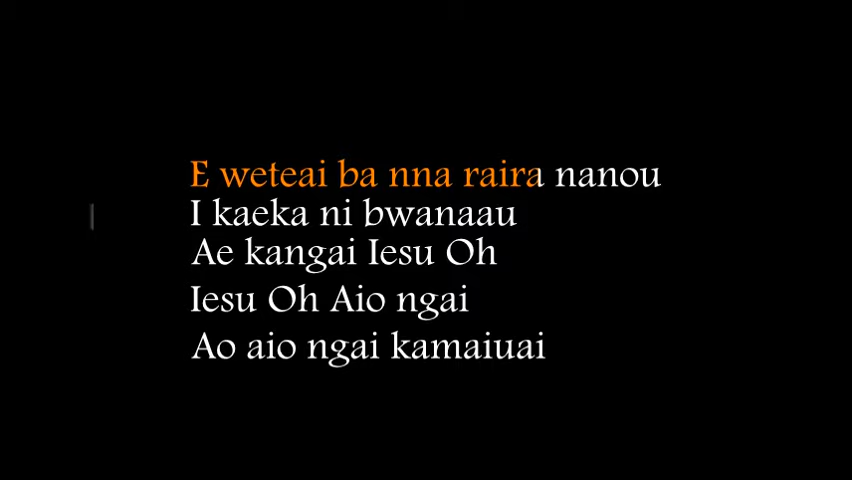 E weteai ba nna raira nanou
I kaeka ni bwanaau
Ae kangai Iesu Oh
Iesu Oh Aio ngai
Ao aio ngai kamaiuai